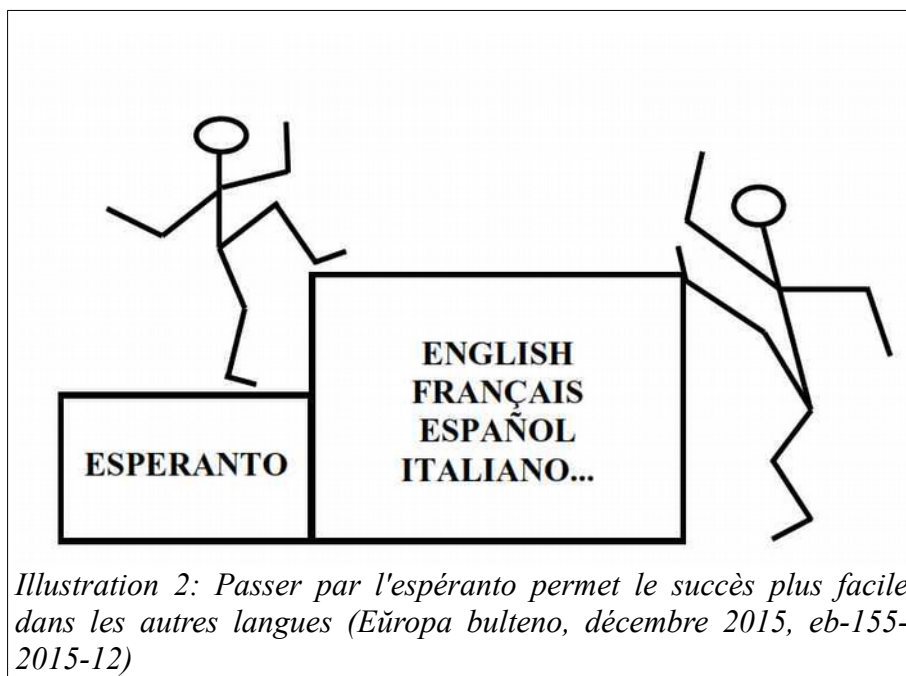 ENGLISH
FRANÇAIS
ESPAÑOL
ITALIANO...
ESPERANTO
Illustration 2: Passer par l'espéranto permet le succès plus facile
dans les autres langues (Eŭropa bulteno, décembre 2015, eb-155-
2015-12)